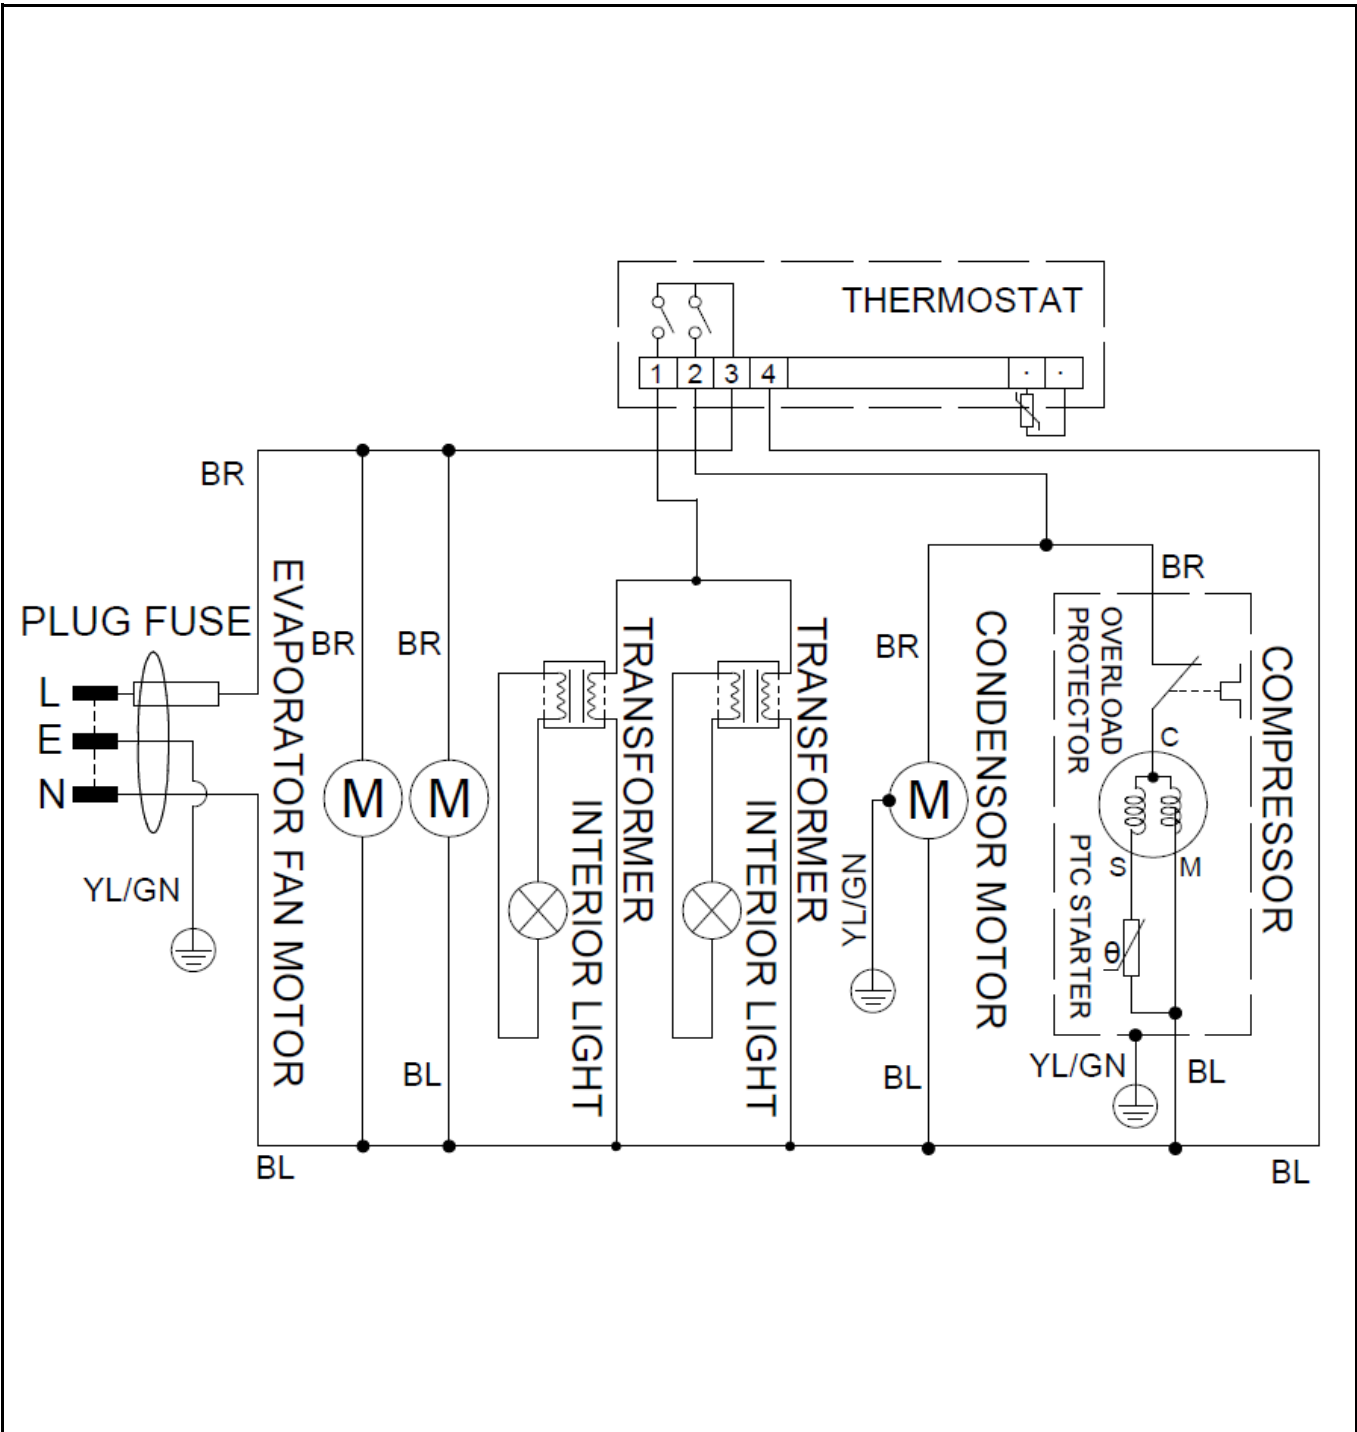 THERMOSTAT
1 2 3 4 · ·
BR
PLUG FUSE
L
E
N
YL/GN
EVAPORATOR FAN MOTOR
BR
BR
BL
BL
TRANSFORMER
INTERIOR LIGHT
TRANSFORMER
INTERIOR LIGHT
BR
M
M
M
YL/GN
BL
CONDENSOR MOTOR
BR
OVERLOAD
PROTECTOR
C
S
M
PTC STARTER
θ
COMPRESSOR
YL/GN
BL
BL